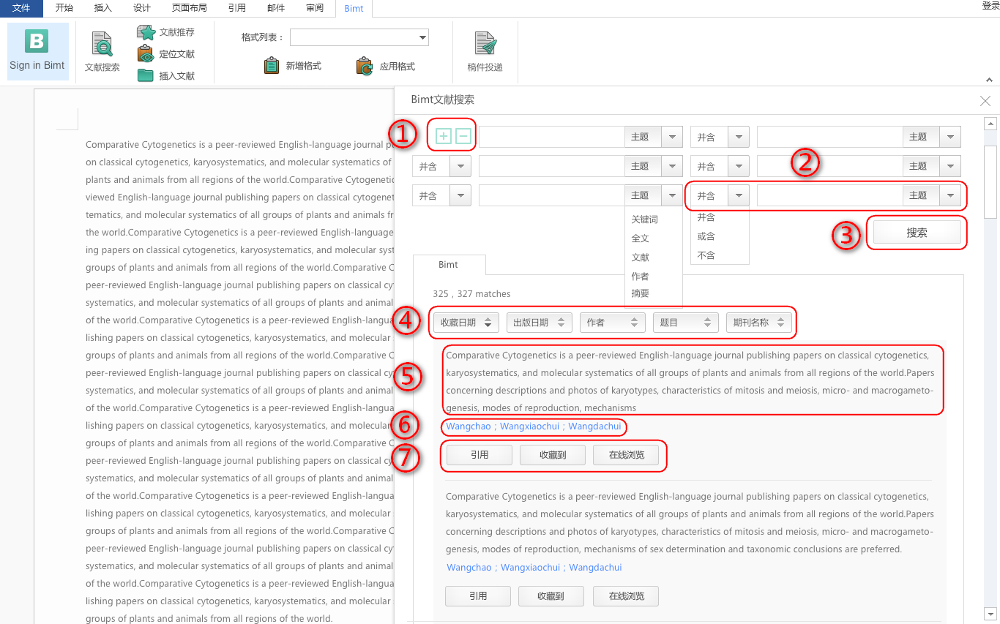 文件 开始 插入 设计 页面布局 引用 邮件 审阅 Bimt 登录
B
Sign in Bimt
文献搜索
文献推荐
定位文献
插入文献
格式列表：
新增格式 应用格式
稿件投递
Comparative Cytogenetics is a peer-reviewed English-language journal p
on classical cytogenetics, karyosystematics, and molecular systematics of
plants and animals from all regions of the world.Comparative Cytogenetic
viewed English-language journal publishing papers on classical cytogenet
tematics, and molecular systematics of all groups of plants and animals fr
the world.Comparative Cytogenetics is a peer-reviewed English-language
ing papers on classical cytogenetics, karyosystematics, and molecular syst
groups of plants and animals from all regions of the world.Comparative C
peer-reviewed English-language journal publishing papers on classical cy
systematics, and molecular systematics of all groups of plants and animal
of the world.Comparative Cytogenetics is a peer-reviewed English-langua
lishing papers on classical cytogenetics, karyosystematics, and molecular
groups of plants and animals from all regions of the world.Comparative C
peer-reviewed English-language journal publishing papers on classical cy
systematics, and molecular systematics of all groups of plants and animal
of the world.Comparative Cytogenetics is a peer-reviewed English-langua
lishing papers on classical cytogenetics, karyosystematics, and molecular
groups of plants and animals from all regions of the world.Comparative C
peer-reviewed English-language journal publishing papers on classical cy
systematics, and molecular systematics of all groups of plants and animal
of the world.Comparative Cytogenetics is a peer-reviewed English-langua
lishing papers on classical cytogenetics, karyosystematics, and molecular
groups of plants and animals from all regions of the world.Comparative C
peer-reviewed English-language journal publishing papers on classical cy
systematics, and molecular systematics of all groups of plants and animal
of the world.Comparative Cytogenetics is a peer-reviewed English-langua
lishing papers on classical cytogenetics, karyosystematics, and molecular
groups of plants and animals from all regions of the world.
Bimt文献搜索
① 主题 并含 主题
并含 主题 并含 ② 主题
并含 主题 并含 主题
关键词
全文
文献
作者
摘要
并含
或含
不含
③ 搜索
Bimt
325，327 matches
④ 收藏日期 出版日期 作者 题目 期刊名称
Comparative Cytogenetics is a peer-reviewed English-language journal publishing papers on classical cytogenetics,
karyosystematics, and molecular systematics of all groups of plants and animals from all regions of the world.Papers
⑤
concerning descriptions and photos of karyotypes, characteristics of mitosis and meiosis, micro- and macrogameto-
genesis, modes of reproduction, mechanisms
⑥ Wangchao；Wangxiaochui；Wangdachui
⑦ 引用 收藏到 在线浏览
Comparative Cytogenetics is a peer-reviewed English-language journal publishing papers on classical cytogenetics,
karyosystematics, and molecular systematics of all groups of plants and animals from all regions of the world.Papers
concerning descriptions and photos of karyotypes, characteristics of mitosis and meiosis, micro- and macrogameto-
genesis, modes of reproduction, mechanisms of sex determination and taxonomic conclusions are preferred.
Wangchao；Wangxiaochui；Wangdachui
引用 收藏到 在线浏览